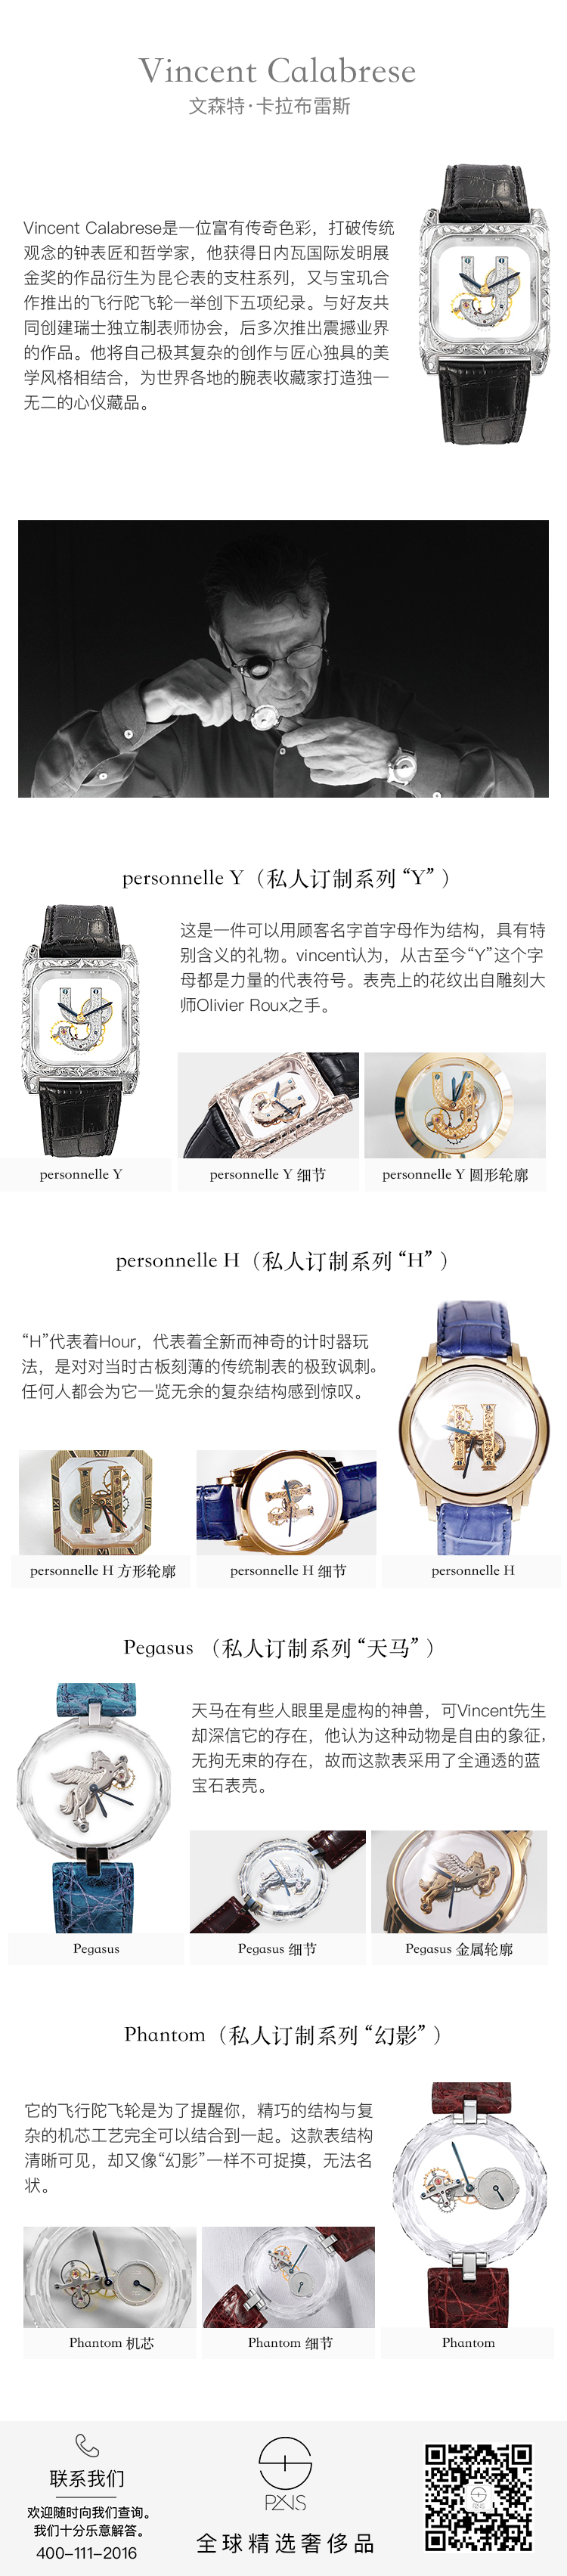 Vincent Calabrese
文森特·卡拉布雷斯
Vincent Calabrese是一位富有传奇色彩，打破传统
观念的钟表匠和哲学家，他获得日内瓦国际发明展
金奖的作品衍生为昆仑表的支柱系列，又与宝玑合
作推出的飞行陀飞轮一举创下五项纪录。与好友共
同创建瑞士独立制表师协会，后多次推出震撼业界
的作品。他将自己极其复杂的创作与匠心独具的美
学风格相结合，为世界各地的腕表收藏家打造独一
无二的心仪藏品。
personnelle Y（私人订制系列 “Y” ）
这是一件可以用顾客名字首字母作为结构，具有特
别含义的礼物。vincent认为，从古至今“Y”这个字
母都是力量的代表符号。表壳上的花纹出自雕刻大
师Olivier Roux之手。
personnelle Y
personnelle Y 细节
personnelle Y 圆形轮廓
personnelle H（私人订制系列 “H” ）
“H”代表着Hour，代表着全新而神奇的计时器玩
法，是对对当时古板刻薄的传统制表的极致讽刺。
任何人都会为它一览无余的复杂结构感到惊叹。
personnelle H 方形轮廓
personnelle H 细节
personnelle H
Pegasus （私人订制系列 “天马” ）
天马在有些人眼里是虚构的神兽，可Vincent先生
却深信它的存在，他认为这种动物是自由的象征，
无拘无束的存在，故而这款表采用了全通透的蓝
宝石表壳。
Pegasus
Pegasus 细节
Pegasus 金属轮廓
Phantom（私人订制系列 “幻影” ）
它的飞行陀飞轮是为了提醒你，精巧的结构与复
杂的机芯工艺完全可以结合到一起。这款表结构
清晰可见，却又像“幻影”一样不可捉摸，无法名
状。
Phantom 机芯
Phantom 细节
Phantom
联系我们
欢迎随时向我们查询。
我们十分乐意解答。
400-111-2016
全球精选奢侈品